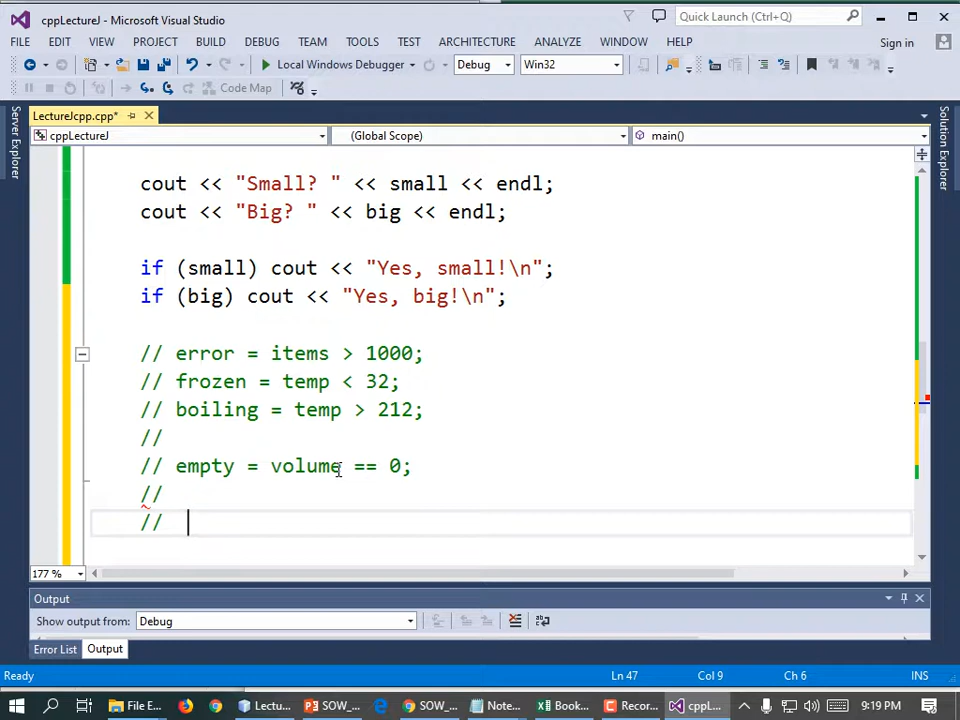 cppLectureJ - Microsoft Visual Studio
Quick Launch (Ctrl+Q)
FILE EDIT VIEW PROJECT BUILD DEBUG TEAM TOOLS TEST ARCHITECTURE ANALYZE WINDOW HELP Sign in
Local Windows Debugger Debug Win32
Code Map
LectureJcpp.cpp*
cppLectureJ (Global Scope) main()
Server Explorer
Solution Explorer
cout << "Small? " << small << endl;
cout << "Big? " << big << endl;
if (small) cout << "Yes, small!\n";
if (big) cout << "Yes, big!\n";
// error = items > 1000;
// frozen = temp < 32;
// boiling = temp > 212;
//
// empty = volume == 0;
//
//
177 %
Output
Show output from: Debug
Error List Output
Ready Ln 47 Col 9 Ch 6 INS
File E... Lectu... SOW_... SOW_... Note... Book... Recor... cppL... 9:19 PM